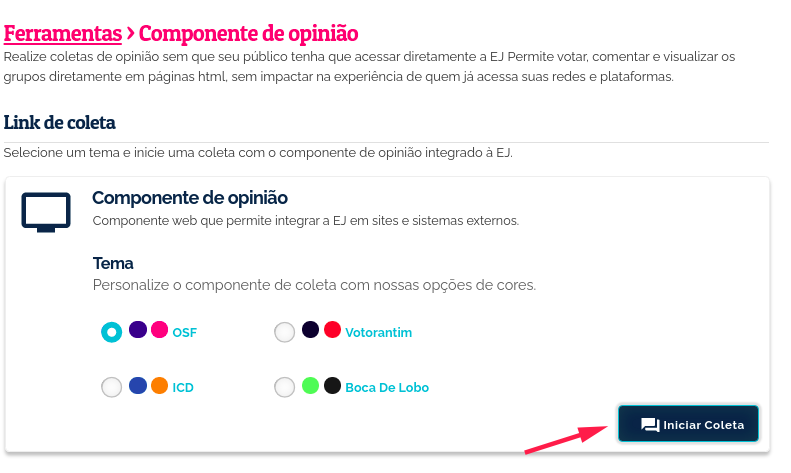 Ferramentas > Componente de opinião
Realize coletas de opinião sem que seu público tenha que acessar diretamente a EJ Permite votar, comentar e visualizar os
grupos diretamente em páginas html, sem impactar na experiência de quem já acessa suas redes e plataformas.
Link de coleta
Selecione um tema e inicie uma coleta com o componente de opinião integrado à EJ.
Componente de opinião
Componente web que permite integrar a EJ em sites e sistemas externos.
Tema
Personalize o componente de coleta com nossas opções de cores.
OSF Votorantim
ICD Boca De Lobo
Iniciar Coleta